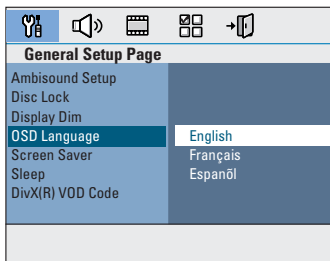 General Setup Page
Ambisound Setup
Disc Lock
Display Dim
OSD Language
Screen Saver
Sleep
DivX(R) VOD Code
English
Français
Espanõl